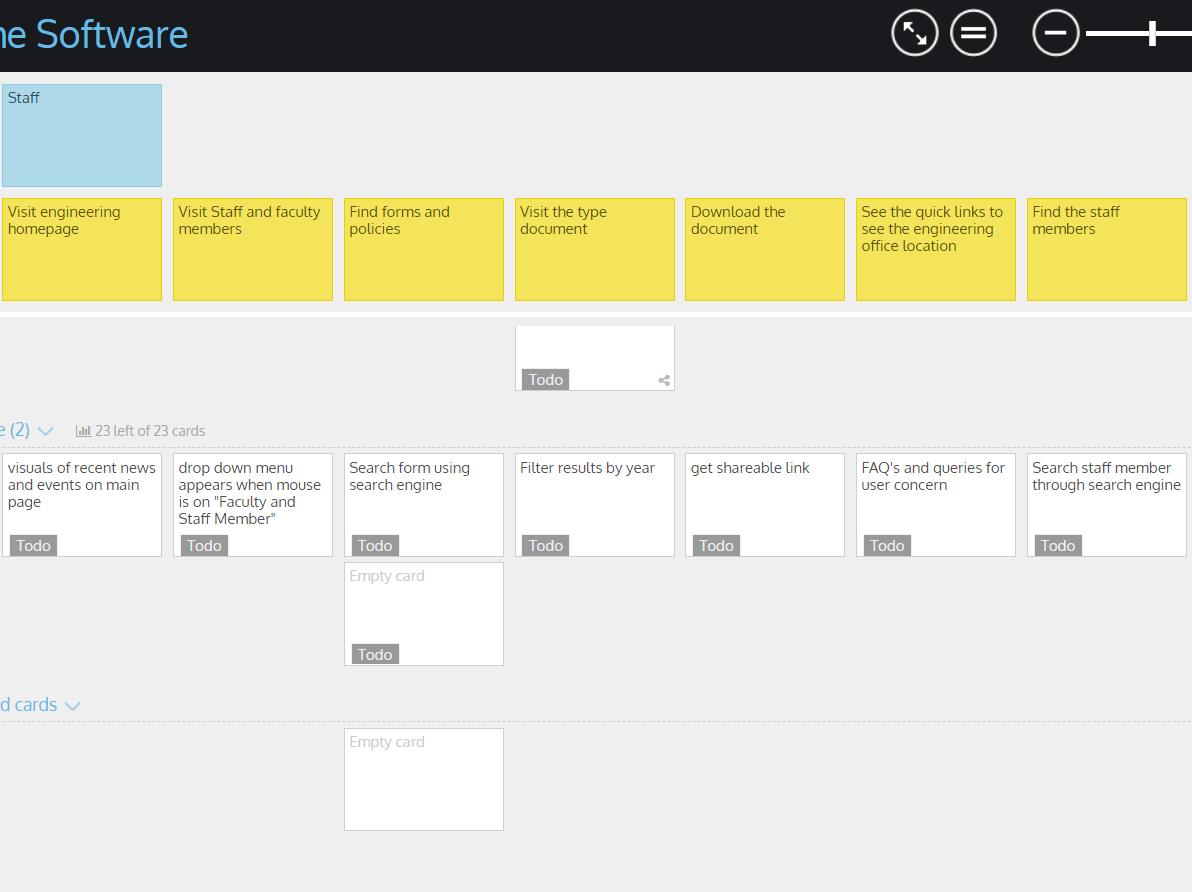 ne Software
Staff
Visit engineering
homepage
Visit Staff and faculty
members
Find forms and
policies
Visit the type
document
Download the
document
See the quick links to
see the engineering
office location
Find the staff
members
Todo
e (2)
23 left of 23 cards
visuals of recent news
and events on main
page
Todo
drop down menu
appears when mouse
is on "Faculty and
Staff Member"
Todo
Search form using
search engine
Todo
Filter results by year
Todo
get shareable link
Todo
FAQ's and queries for
user concern
Todo
Search staff member
through search engine
Todo
Empty card
Todo
d cards
Empty card